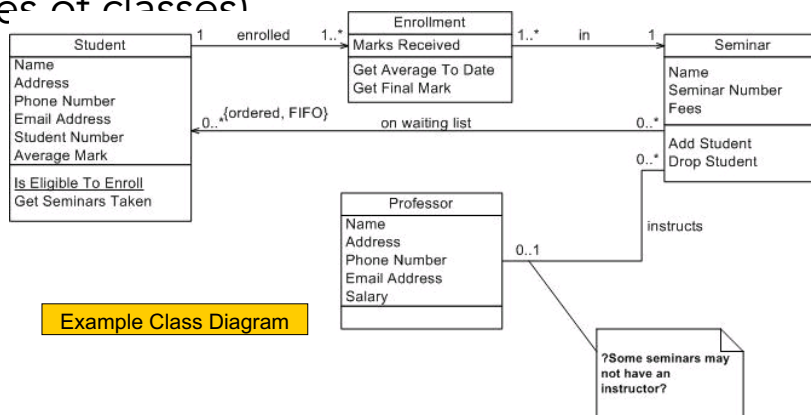 es of classes)
Enrollment
Marks Received
Get Average To Date
Get Final Mark
Student
Name
Address
Phone Number
Email Address
Student Number
Average Mark
Is Eligible To Enroll
Get Seminars Taken
1 enrolled 1..*
1..* in 1
Seminar
Name
Seminar Number
Fees
Add Student
Drop Student
0..* {ordered, FIFO} on waiting list 0..*
0..*
instructs
0..1
Professor
Name
Address
Phone Number
Email Address
Salary
Example Class Diagram
?Some seminars may
not have an
instructor?